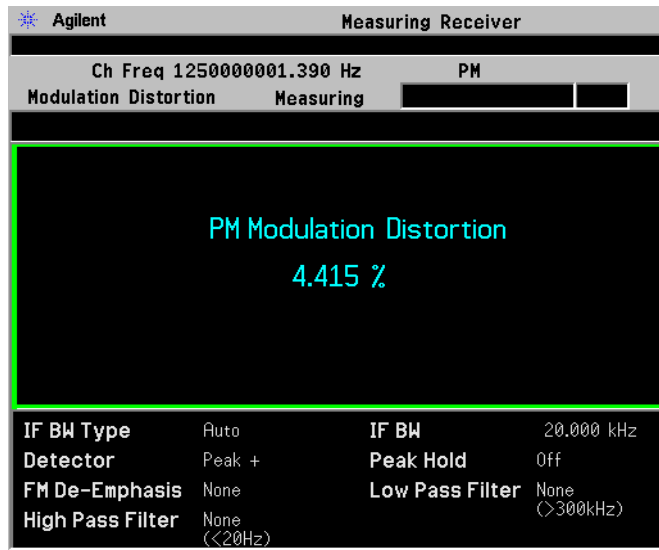 Agilent Measuring Receiver
Ch Freq 1250000001.390 Hz PM
Modulation Distortion Measuring
PM Modulation Distortion
4.415 %
IF BW Type Auto IF BW 20.000 kHz
Detector Peak + Peak Hold Off
FM De-Emphasis None Low Pass Filter None
(>300kHz)
High Pass Filter None
(<20Hz)